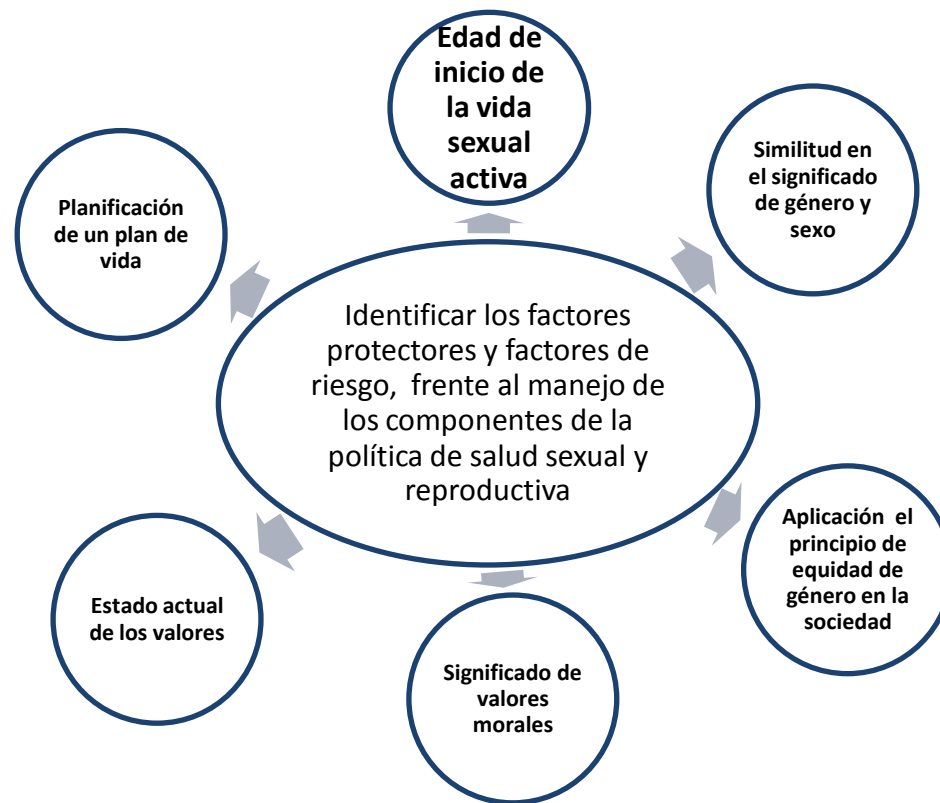 Edad de
inicio de
la vida
sexual
activa
Similitud en
el significado
de género y
sexo
Planificación
de un plan de
vida
Identificar los factores
protectores y factores de
riesgo, frente al manejo de
los componentes de la
política de salud sexual y
reproductiva
Aplicación el
principio de
equidad de
género en la
sociedad
Estado actual
de los valores
Significado de
valores
morales